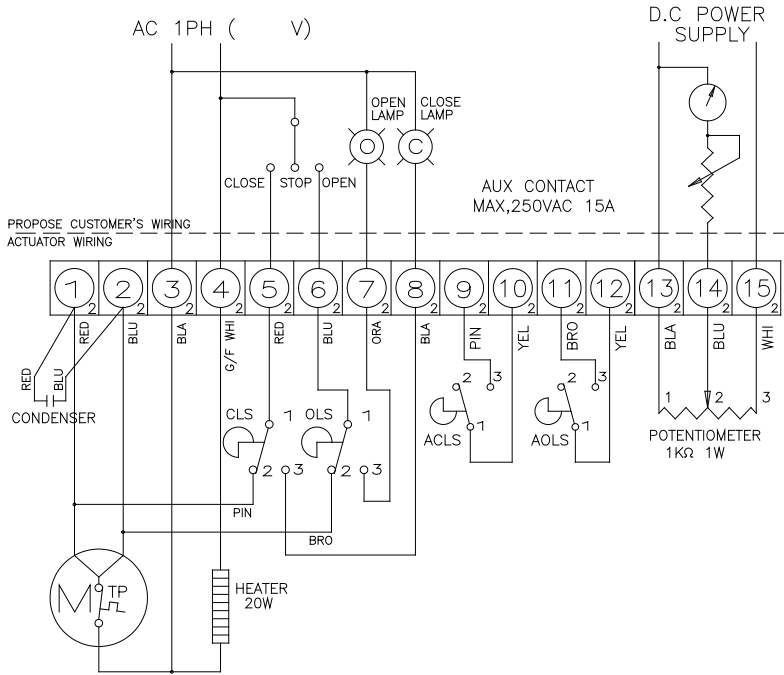 AC 1PH ( V)
D.C POWER
SUPPLY
OPEN
LAMP
CLOSE
LAMP
O
C
CLOSE STOP OPEN
AUX CONTACT
MAX,250VAC 15A
PROPOSE CUSTOMER'S WIRING
ACTUATOR WIRING
1 2 3 4 5 6 7 8 9 10 11 12 13 14 15
2 2 2 2 2 2 2 2 2 2 2 2 2 2 2
RED BLU BLA G/F WHI RED BLU ORA BLA PIN YEL BRO YEL BLA BLU WHI
RED BLU
CONDENSER
CLS 1 OLS 1
2 3 2 3
2 3
ACLS 1
2 3
AOLS 1
1 2 3
POTENTIOMETER
1KΩ 1W
PIN
BRO
M TP
HEATER
20W